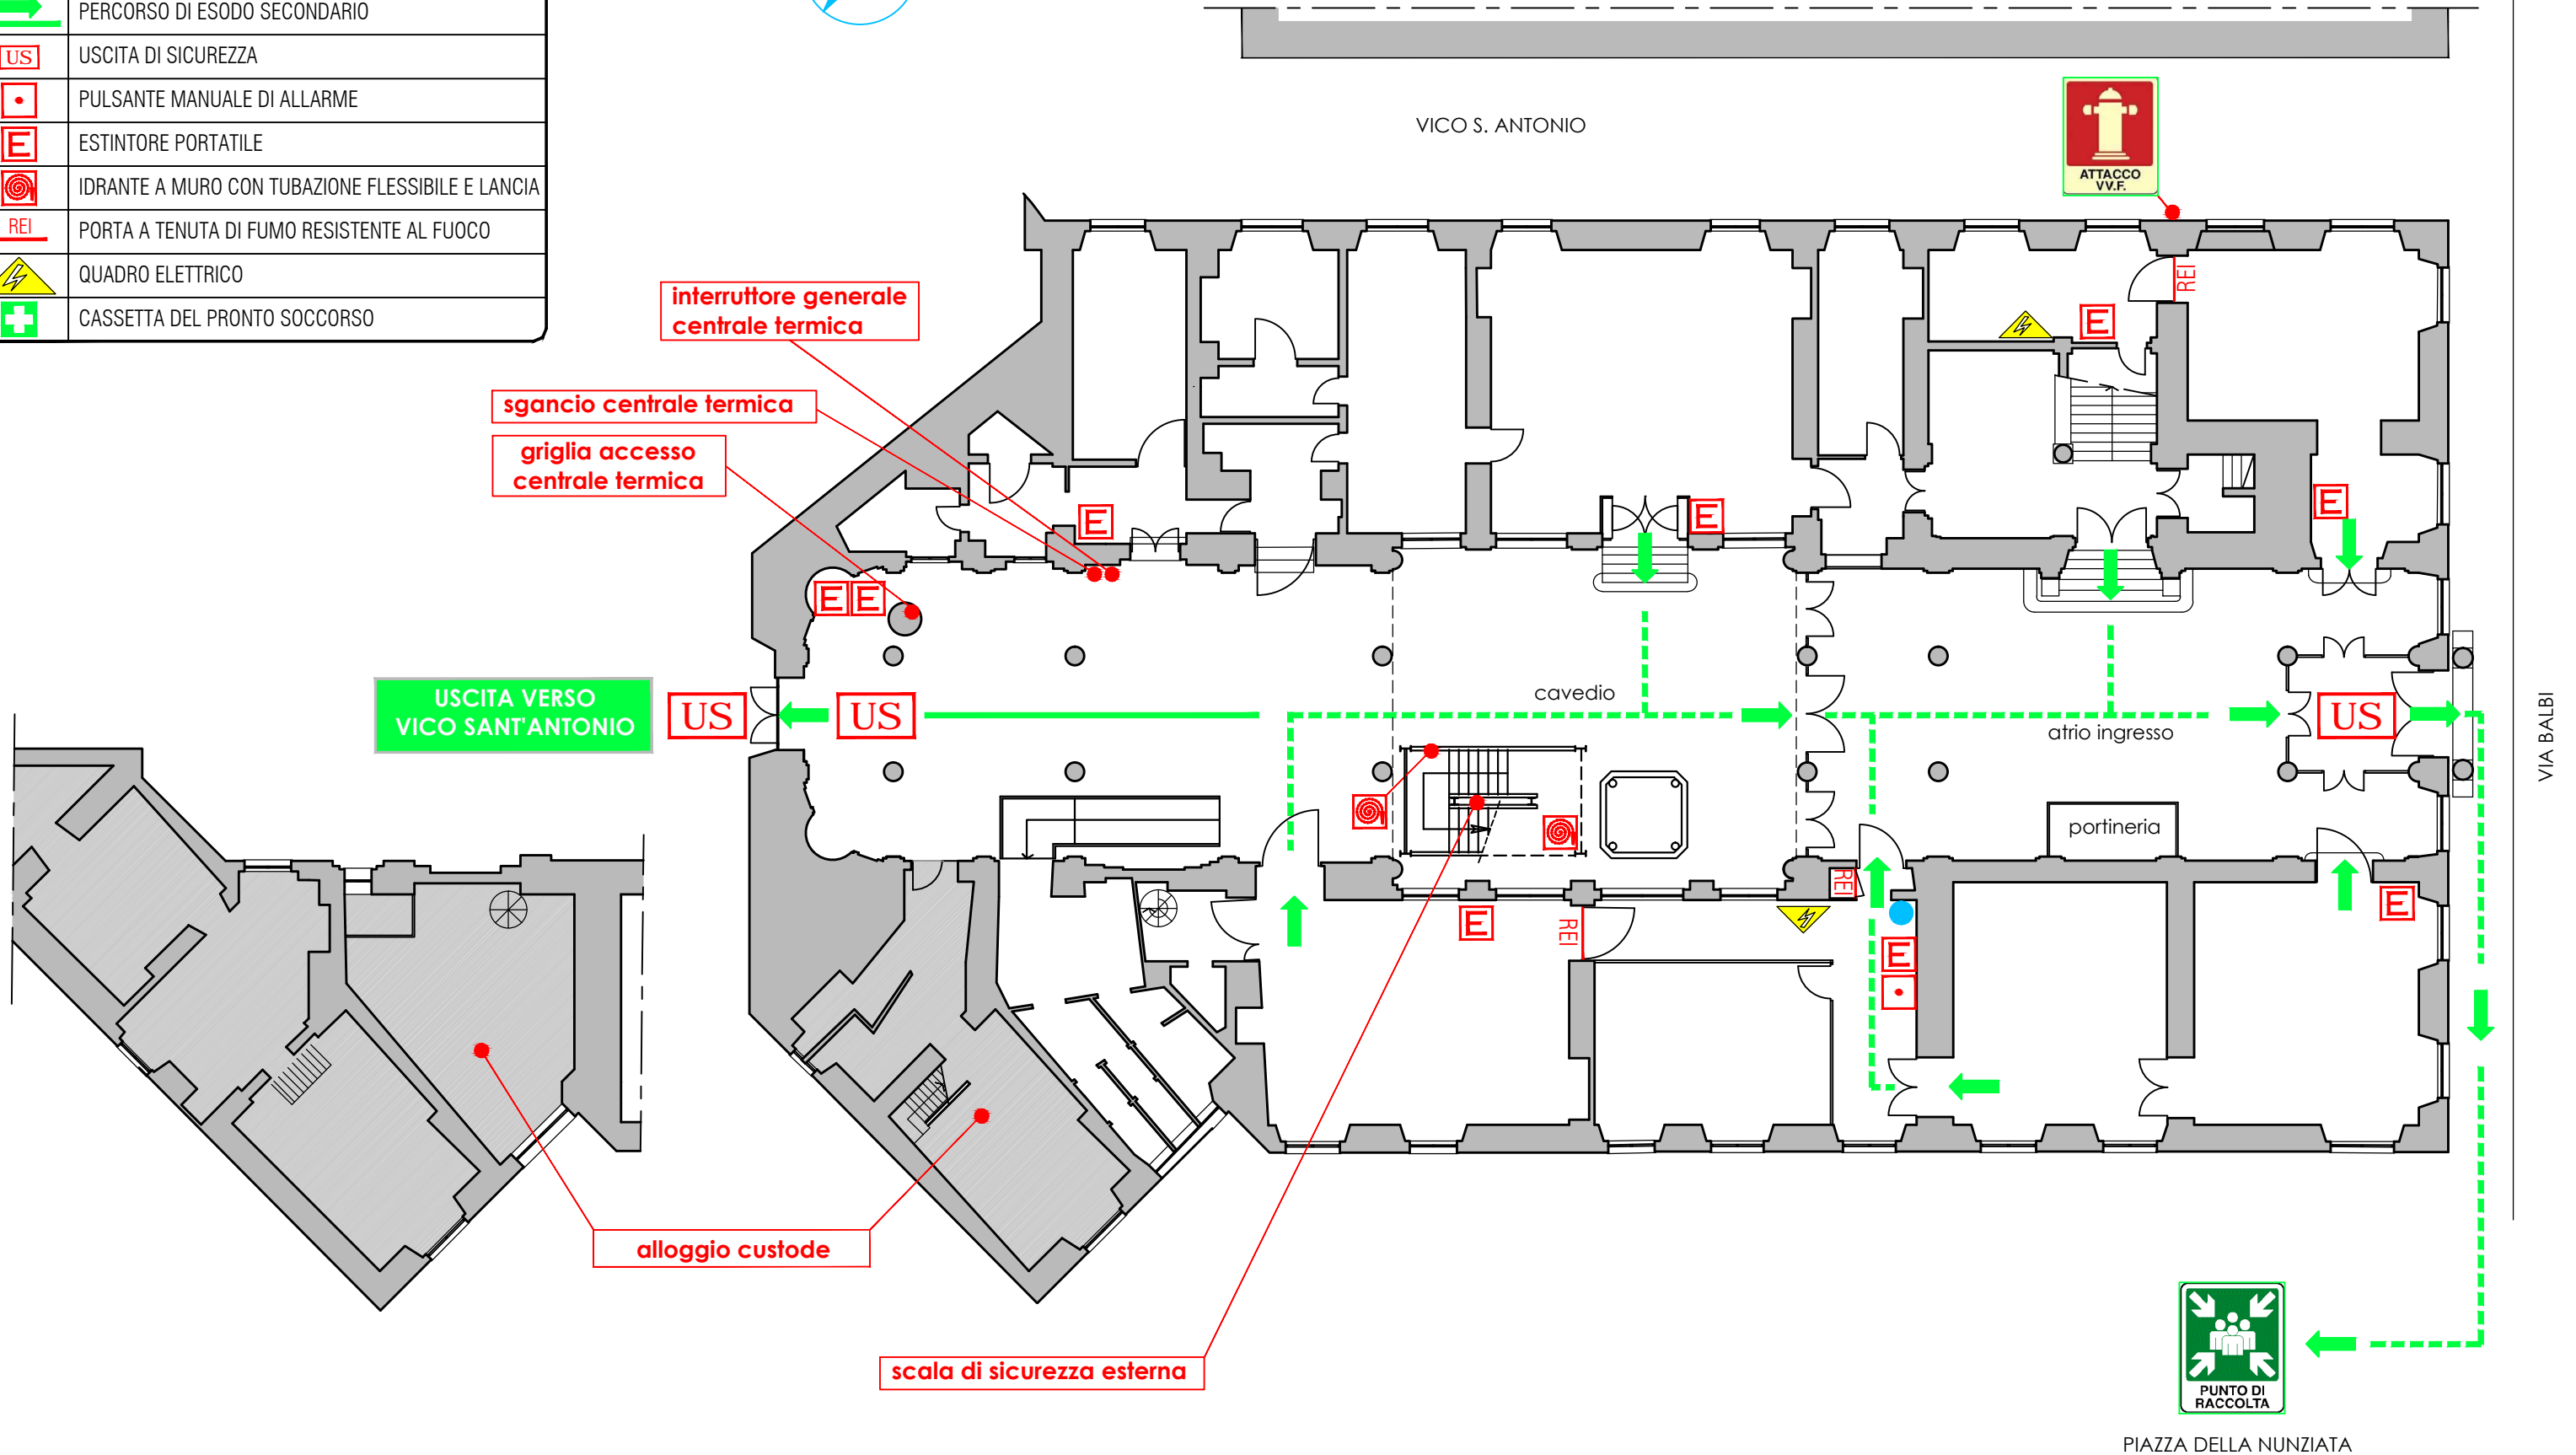 PERCORSO DI ESODO SECONDARIO
US
USCITA DI SICUREZZA
PULSANTE MANUALE DI ALLARME
E
ESTINTORE PORTATILE
IDRANTE A MURO CON TUBAZIONE FLESSIBILE E LANCIA
REI
PORTA A TENUTA DI FUMO RESISTENTE AL FUOCO
QUADRO ELETTRICO
CASSETTA DEL PRONTO SOCCORSO
VICO S. ANTONIO
ATTACCO
VV.F.
REI
E
interruttore generale
centrale termica
sgancio centrale termica
griglia accesso
centrale termica
E
E
E
E
E
USCITA VERSO
VICO SANT'ANTONIO
US
US
cavedio
atrio ingresso
US
VIA BALBI
portineria
REI
E
E
REI
E
alloggio custode
scala di sicurezza esterna
PUNTO DI
RACCOLTA
PIAZZA DELLA NUNZIATA